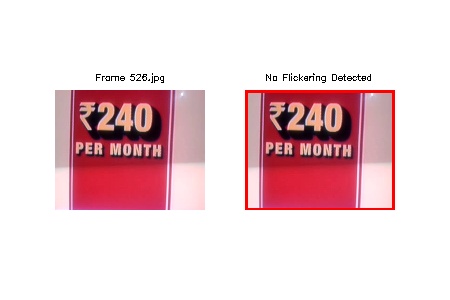 Frame 526.jpg
No Flickering Detected
₹240
PER MONTH
₹240
PER MONTH